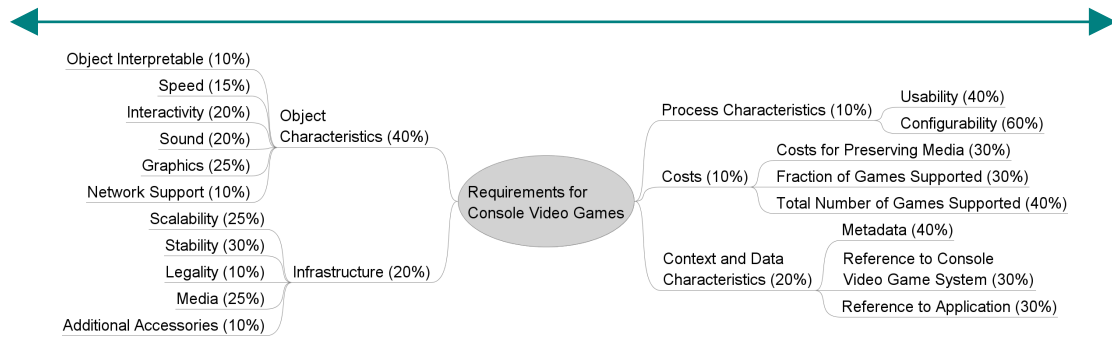 Object Interpretable (10%)
Speed (15%)
Interactivity (20%)
Sound (20%)
Graphics (25%)
Network Support (10%)
Object
Characteristics (40%)
Scalability (25%)
Stability (30%)
Legality (10%)
Media (25%)
Additional Accessories (10%)
Infrastructure (20%)
Requirements for
Console Video Games
Process Characteristics (10%)
Usability (40%)
Configurability (60%)
Costs (10%)
Costs for Preserving Media (30%)
Fraction of Games Supported (30%)
Total Number of Games Supported (40%)
Context and Data
Characteristics (20%)
Metadata (40%)
Reference to Console
Video Game System (30%)
Reference to Application (30%)